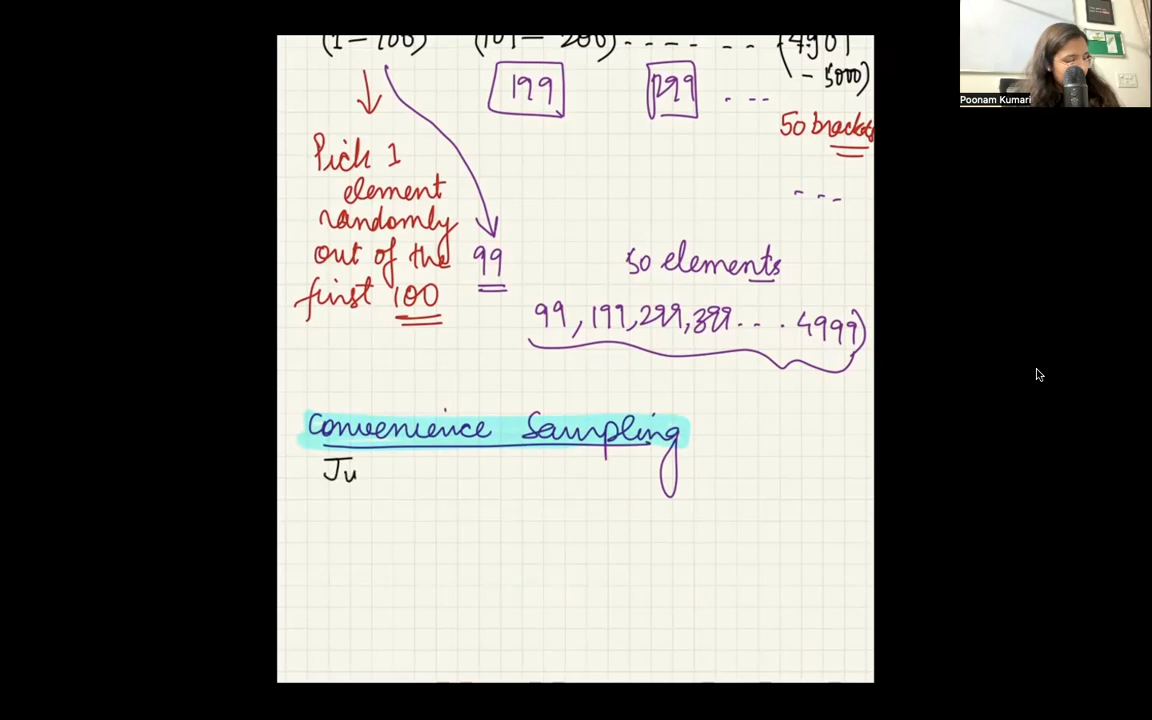 (1 - 100) (101 - 200) - - - - - - - (4901
- 5000)
199 299 - - -
50 brackets
- - -
Pick 1
element
randomly
out of the
first 100
99
50 elements
99, 199, 299, 399 . . . . 4999)
Convenience Sampling
Ju
Poonam Kumari